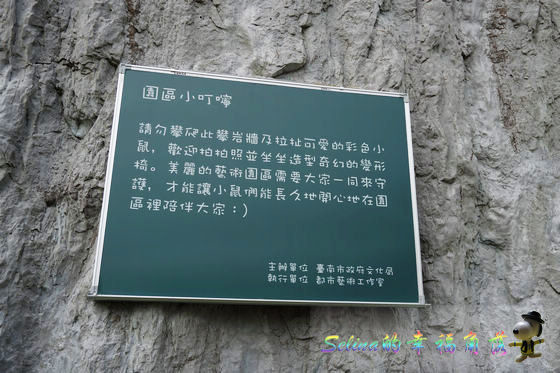 園區小叮嚀
請勿攀爬此攀岩牆及拉扯可愛的彩色小
鼠，歡迎拍拍照並坐坐造型奇幻的變形
椅。美麗的藝術園區需要大家一同來守
護，才能讓小鼠們能長久地開心地在園
區裡陪伴大家：)
主辦單位 臺南市政府文化局
執行單位 都市藝術工作室
Selina的幸福角落